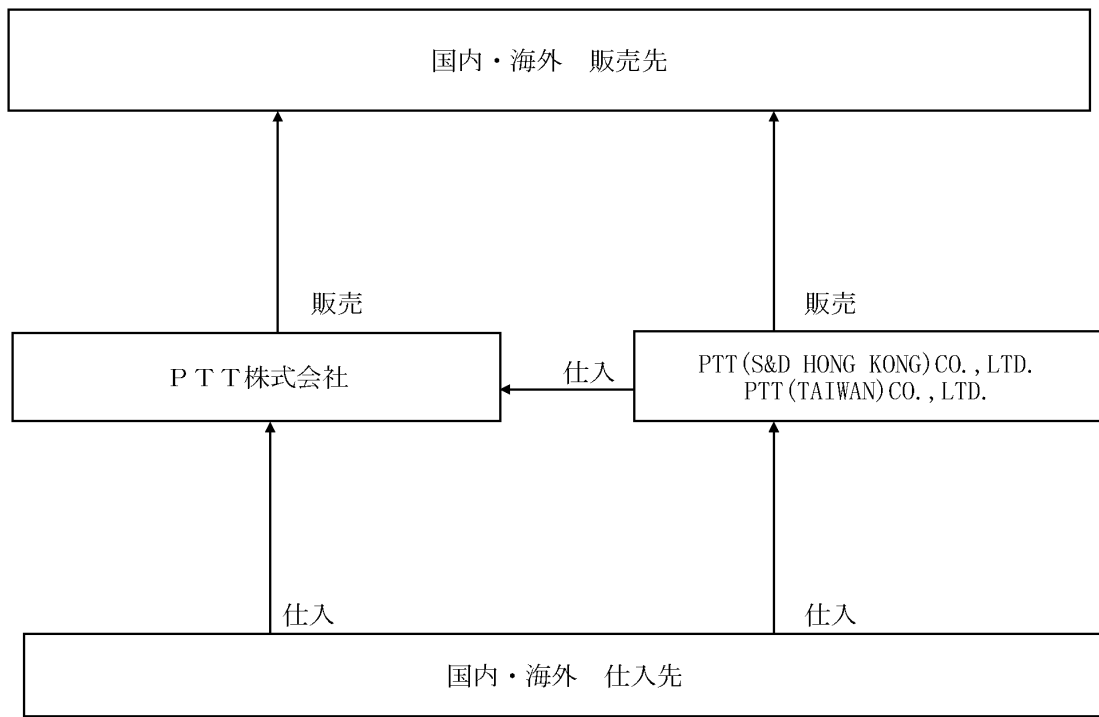 国内・海外　販売先
販売
販売
ＰＴＴ株式会社
仕入
PTT(S&D HONG KONG)CO.,LTD.
PTT(TAIWAN)CO.,LTD.
仕入
仕入
国内・海外　仕入先